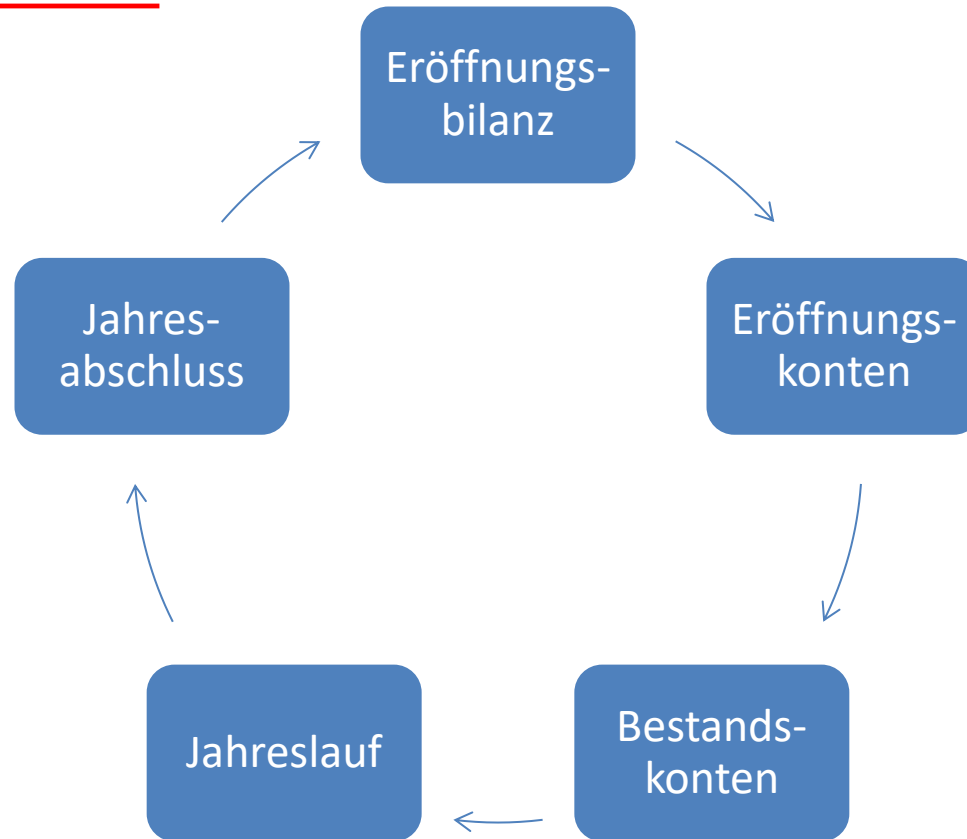 Eröffnungs-
bilanz
Eröffnungs-
konten
Bestands-
konten
Jahreslauf
Jahres-
abschluss